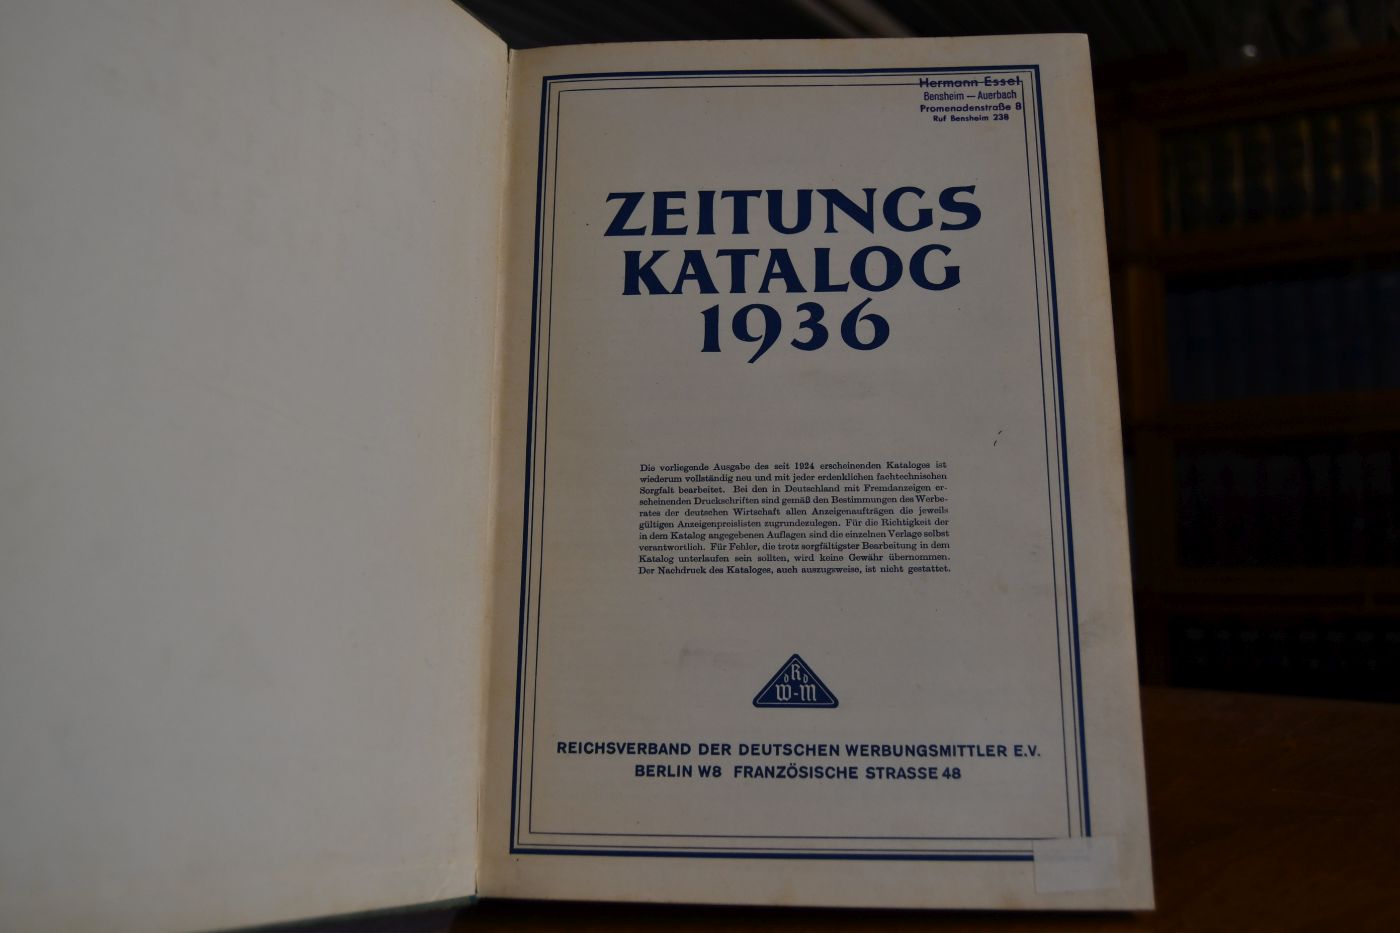 Hermann Essel
Bensheim — Auerbach
Promenadenstraße 8
Ruf Bensheim 238
ZEITUNGS
KATALOG
1936
Die vorliegende Ausgabe des seit 1924 erscheinenden Kataloges ist
wiederum vollständig neu und mit jeder erdenklichen fachtechnischen
Sorgfalt bearbeitet. Bei den in Deutschland mit Fremdanzeigen er-
scheinenden Druckschriften sind gemäß den Bestimmungen des Werbe-
rates der deutschen Wirtschaft allen Anzeigenaufträgen die jeweils
gültigen Anzeigenpreislisten zugrundezulegen. Für die Richtigkeit der
in dem Katalog angegebenen Auflagen sind die einzelnen Verlage selbst
verantwortlich. Für Fehler, die trotz sorgfältigster Bearbeitung in dem
Katalog unterlaufen sein sollten, wird keine Gewähr übernommen.
Der Nachdruck des Kataloges, auch auszugsweise, ist nicht gestattet.
dRd
W-M
REICHSVERBAND DER DEUTSCHEN WERBUNGSMITTLER E.V.
BERLIN W8 FRANZÖSISCHE STRASSE 48